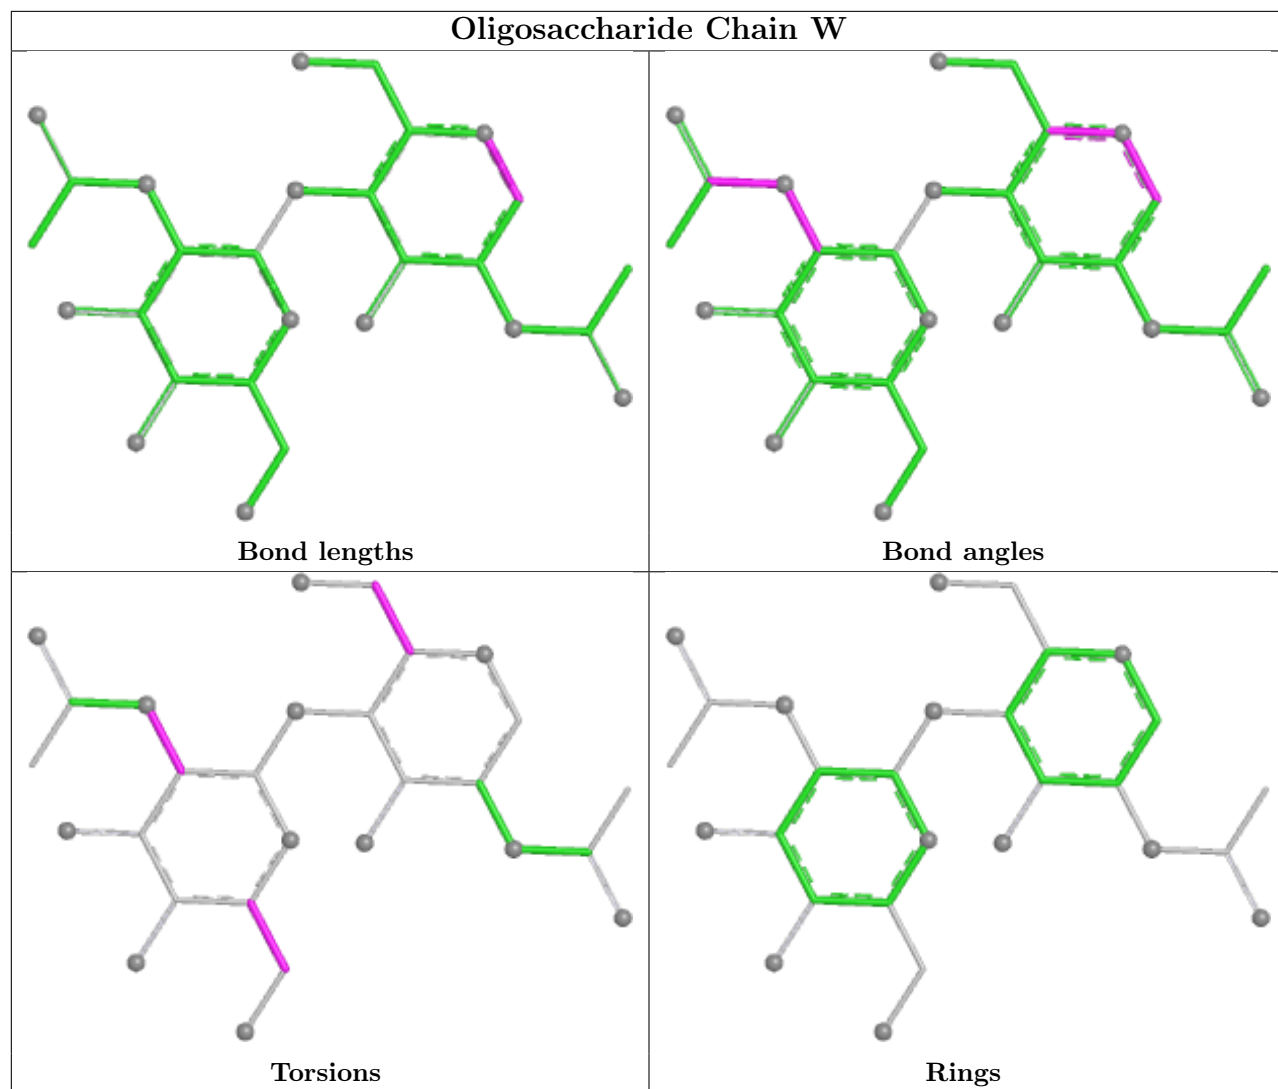 Oligosaccharide Chain W
Bond lengths
Bond angles
Torsions
Rings